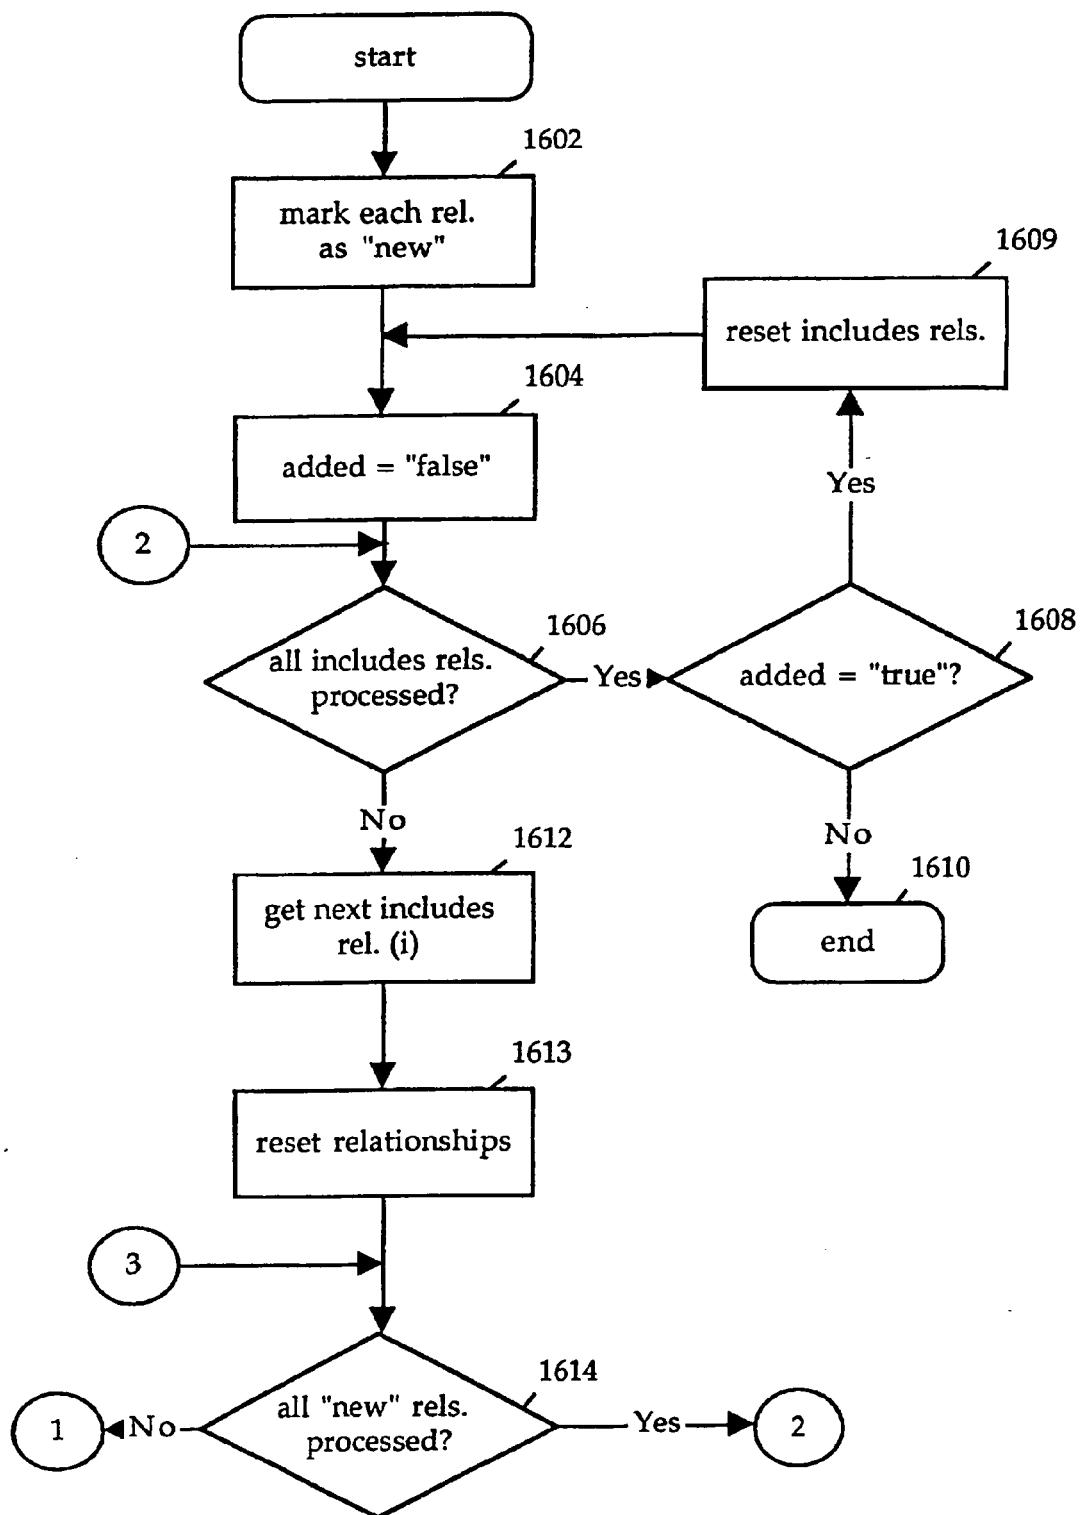 start
1602
mark each rel.
as "new"
1609
reset includes rels.
1604
added = "false"
Yes
2
1606
1608
all includes rels.
processed?
Yes
added = "true"?
No
No
1612
1610
get next includes
rel. (i)
end
1613
reset relationships
3
1614
all "new" rels.
processed?
1
No
Yes
2